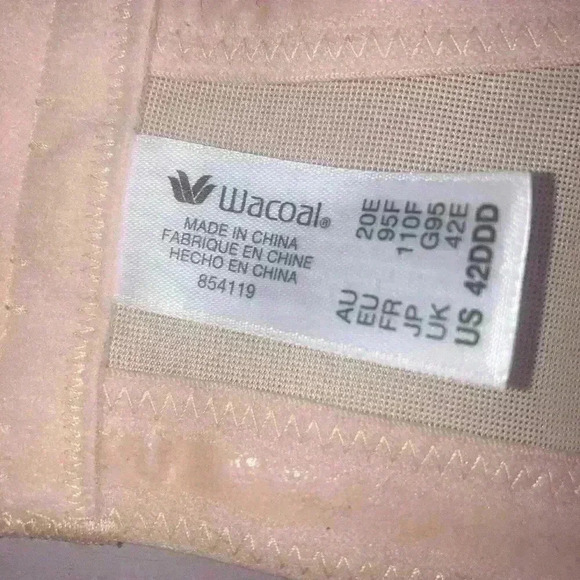 Wacoal®
MADE IN CHINA
FABRIQUE EN CHINE
HECHO EN CHINA
854119
AU 20E
EU 95F
FR 110F
JP G95
UK 42E
US 42DDD